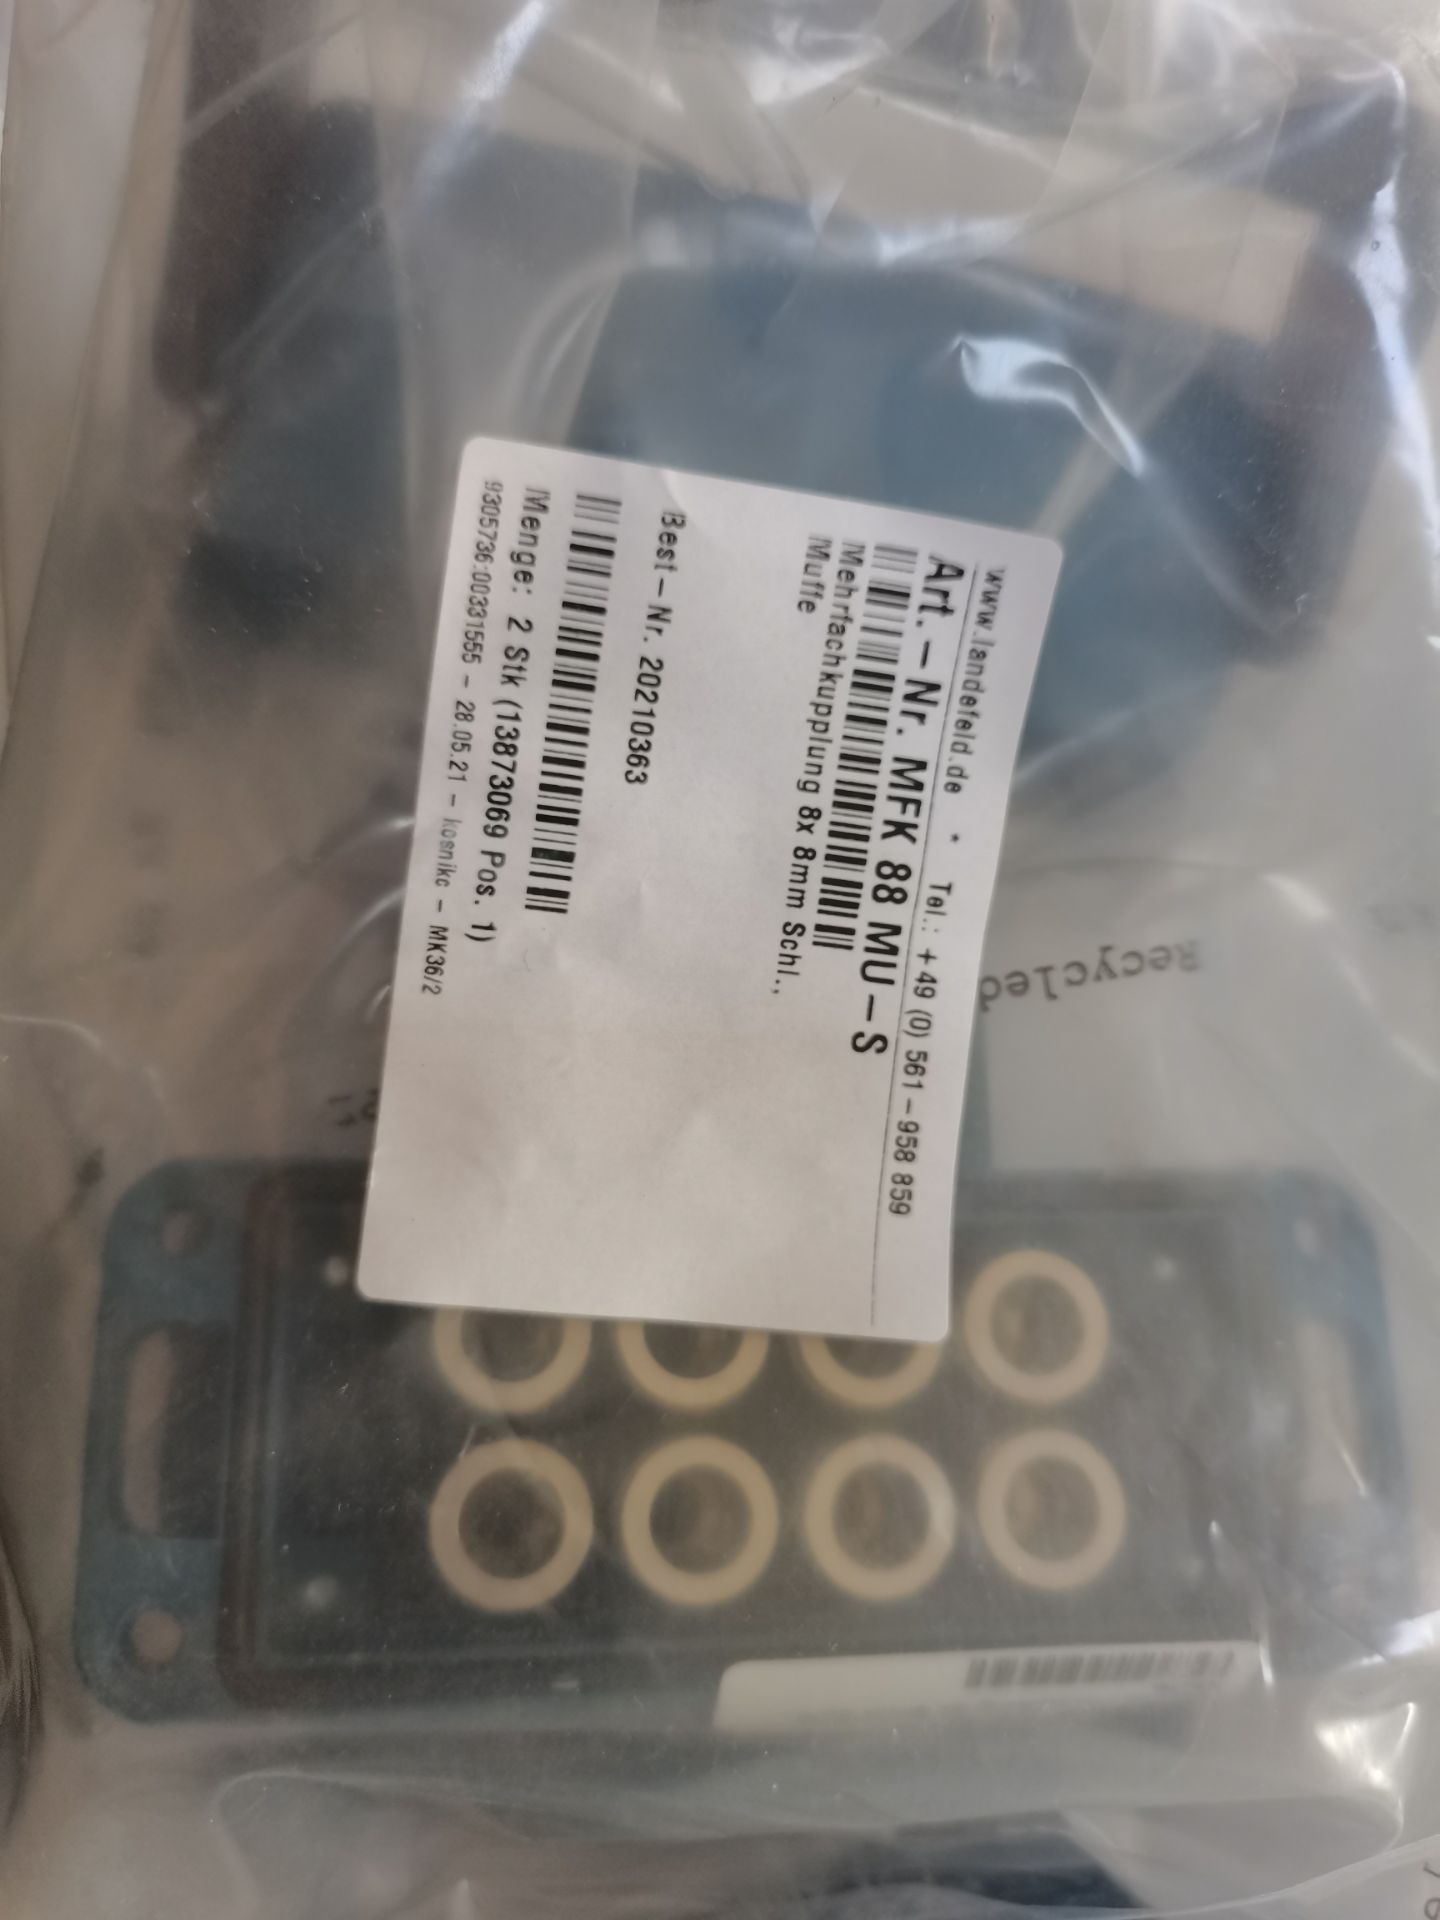 www.landefeld.de * Tel.: +49 (0) 561-958 859
Art.-Nr. MFK 88 MU-S
Mehrfachkupplung 8x 8mm Schl.,
Muffe
Best-Nr. 20210363
Menge: 2 Stk (13873069 Pos. 1)
9305736:00331555 - 28.05.21 - kosnikc - MK36/2
Recycled